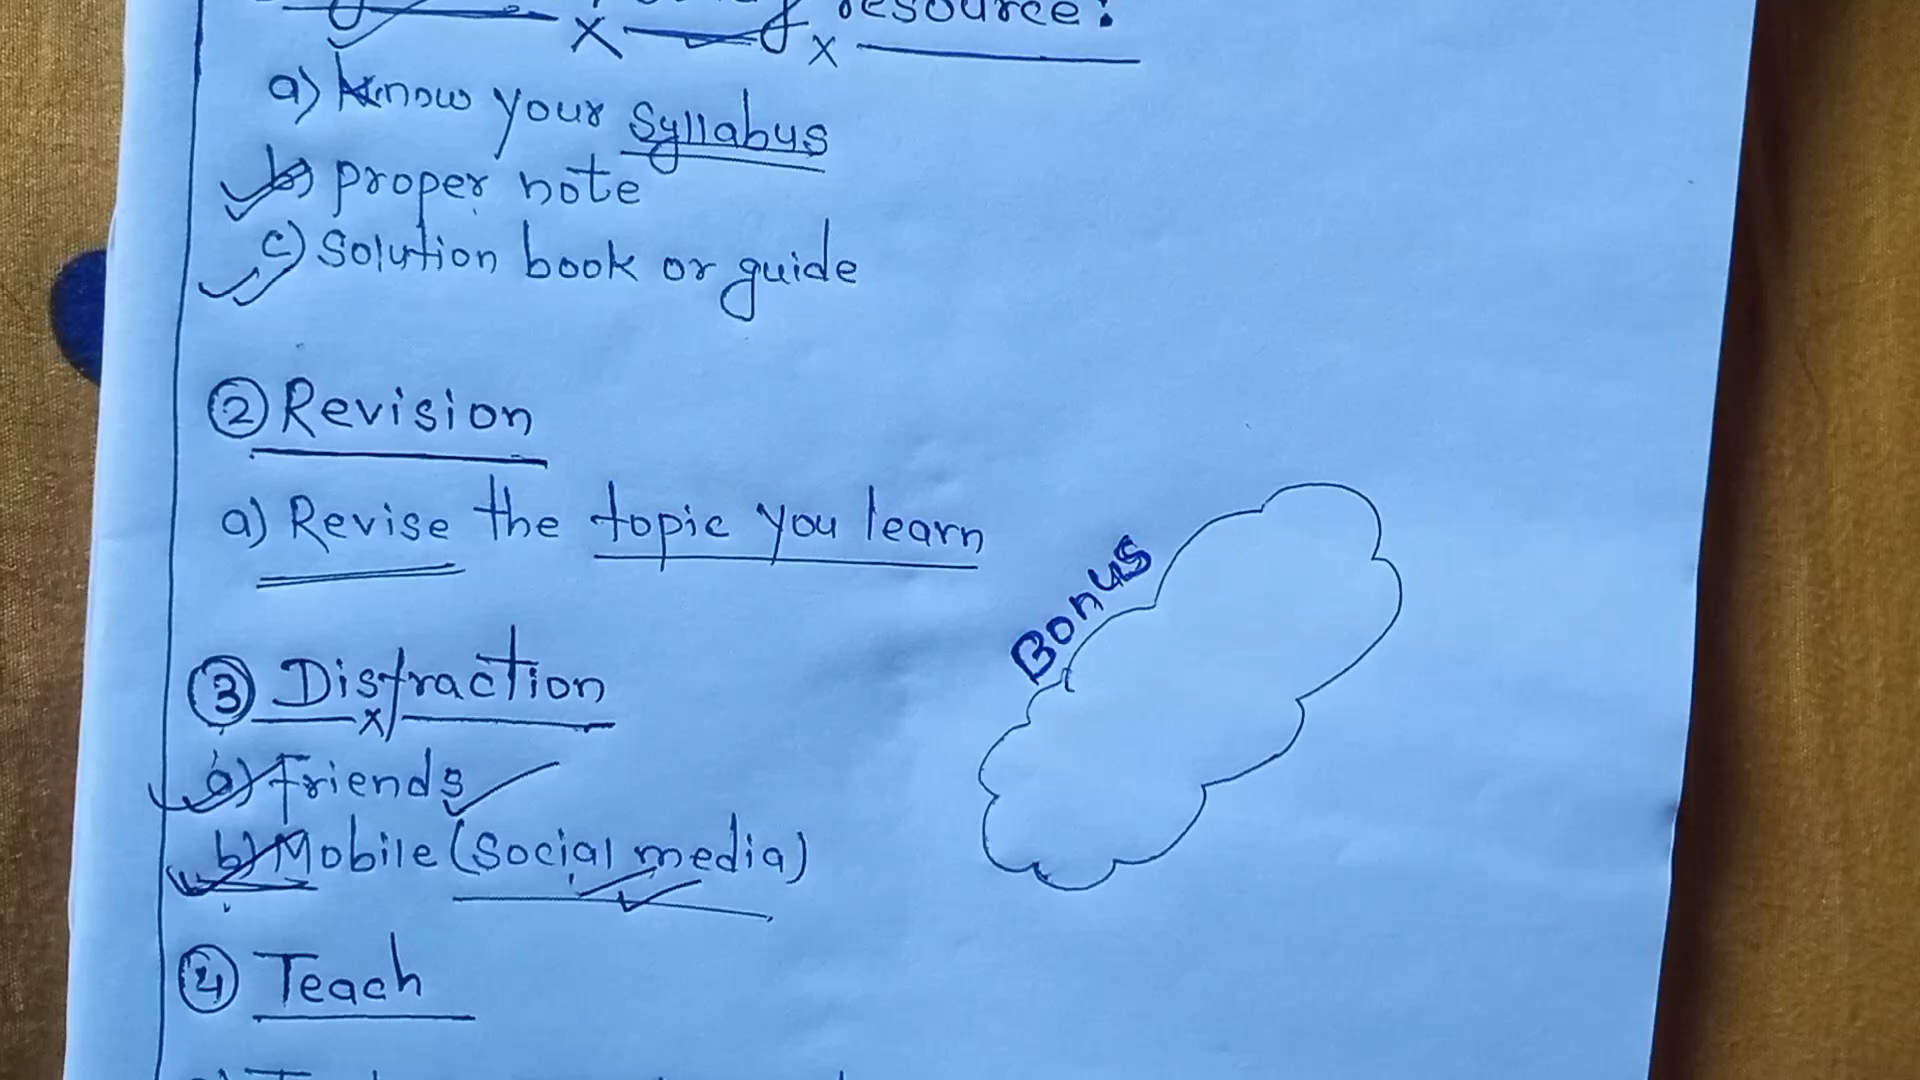 resource:
a) Know your syllabus
b) proper note
c) Solution book or guide
② Revision
a) Revise the topic you learn
Bonus
③ Distraction
a) friends
b) Mobile (social media)
④ Teach